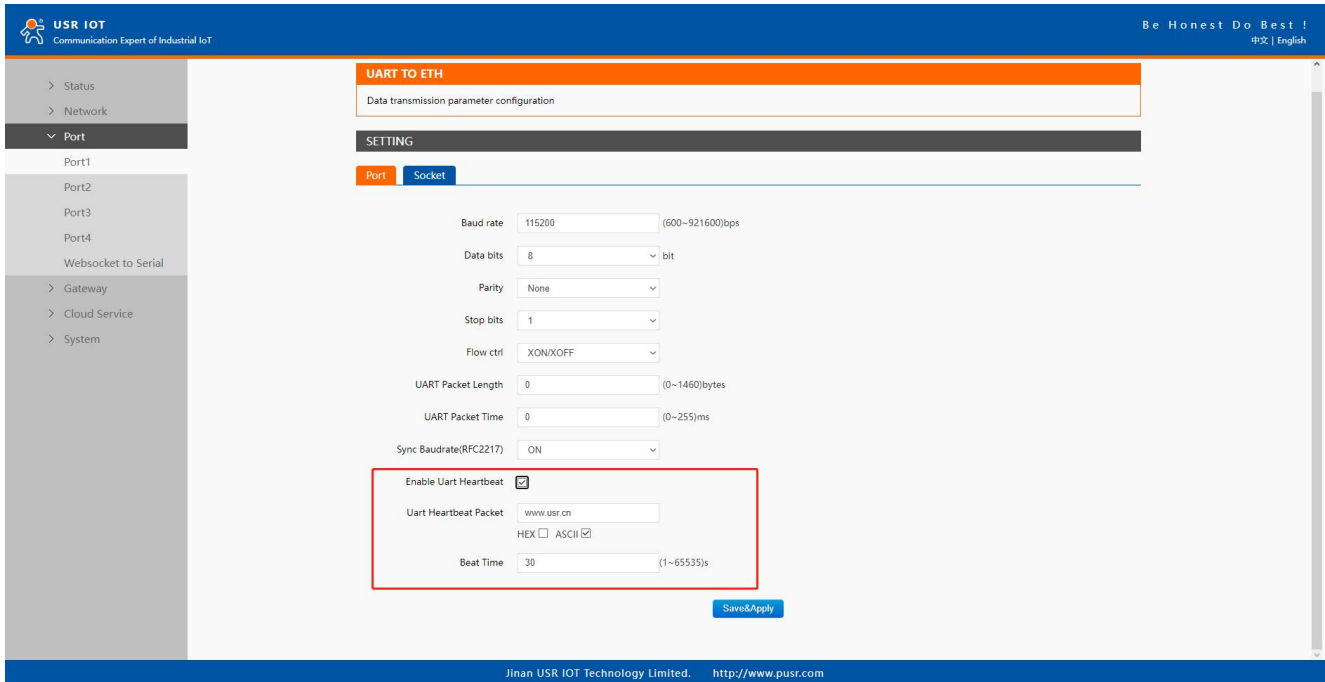 USR IOT
Communication Expert of Industrial IoT
Be Honest Do Best !
中文 | English
Status
Network
Port
Port1
Port2
Port3
Port4
Websocket to Serial
Gateway
Cloud Service
System
UART TO ETH
Data transmission parameter configuration
SETTING
Port Socket
Baud rate 115200 (600~921600)bps
Data bits 8 bit
Parity None
Stop bits 1
Flow ctrl XON/XOFF
UART Packet Length 0 (0~1460)bytes
UART Packet Time 0 (0~255)ms
Sync Baudrate(RFC2217) ON
Enable Uart Heartbeat
Uart Heartbeat Packet www.usr.cn
HEX ASCII
Beat Time 30 (1~65535)s
Save&Apply
Jinan USR IOT Technology Limited. http://www.pusr.com